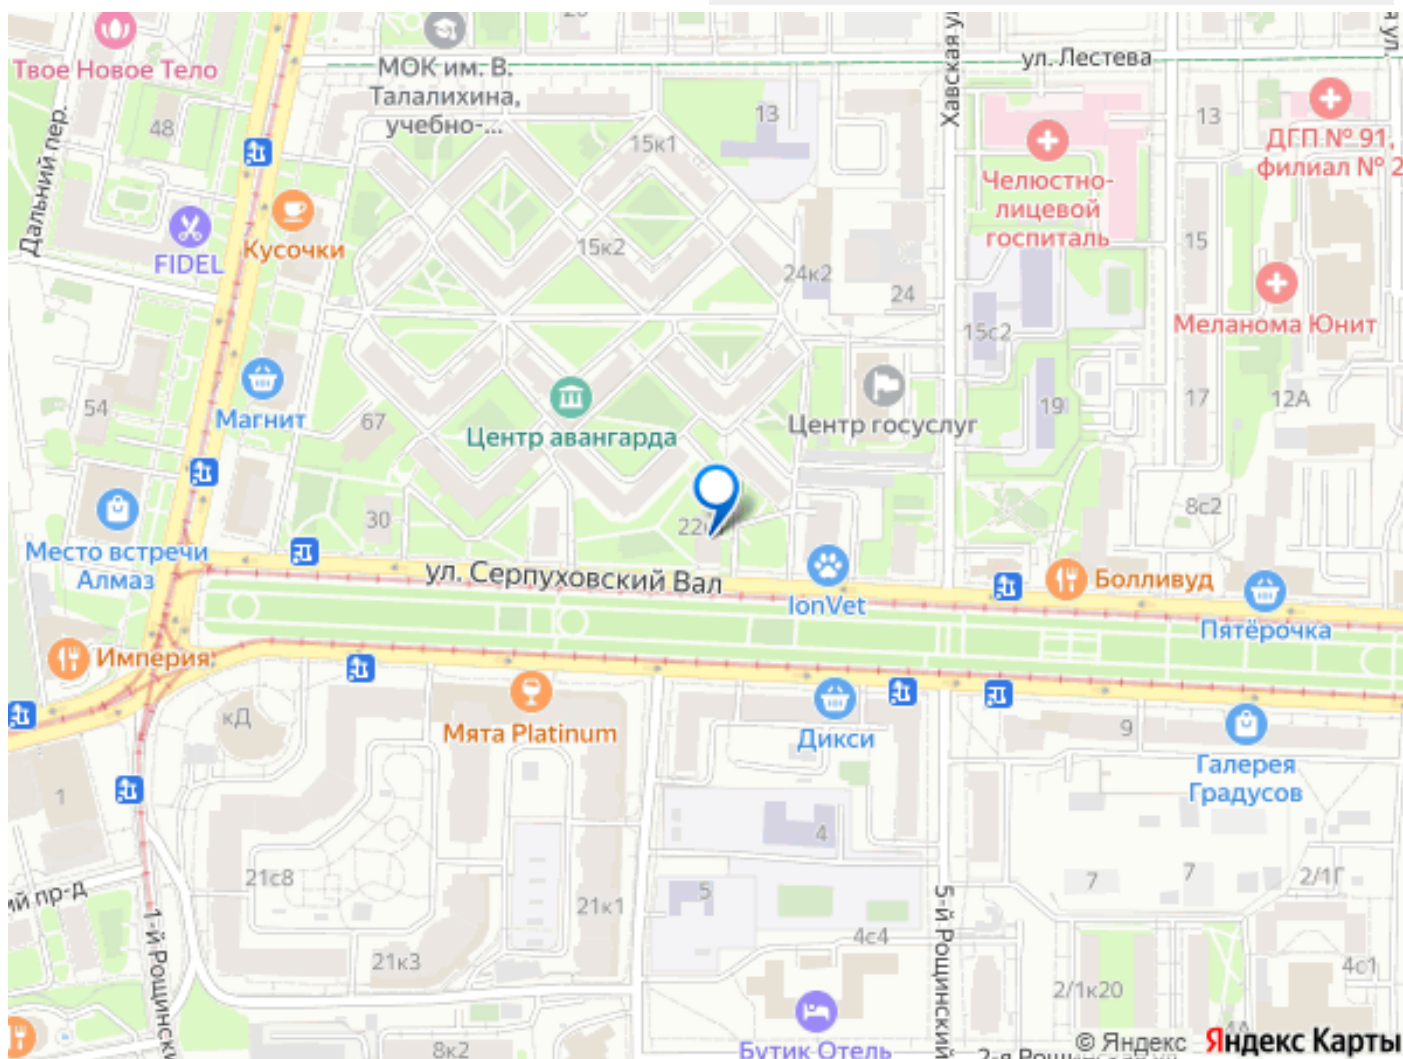 Твое Новое Тело
Дальний пер.
48
МОК им. В.
Талалихина,
учебно-...
13
15к1
Хавская ул
ул. Лестева
Челюстно-
лицевой
госпиталь
13
ДГП № 91,
филиал № 2
FIDEL
Кусочки
15к2
24к2
24
15
15с2
Меланома Юнит
54
Магнит
67
Центр авангарда
Центр госуслуг
19
17
12А
Место встречи
Алмаз
30
22
8с2
ул. Серпуховский Вал
IonVet
Болливуд
Пятёрочка
Империя
кД
Мята Platinum
Дикси
9
Галерея
Градусов
1
21с8
21к1
21к3
4
5
4с4
7
7
2/1Г
ий пр-д
1-й Рощински
5-й Рощинский
2/1к20
4с1
8к2
Бутик Отель
© Яндекс
Яндекс Карты